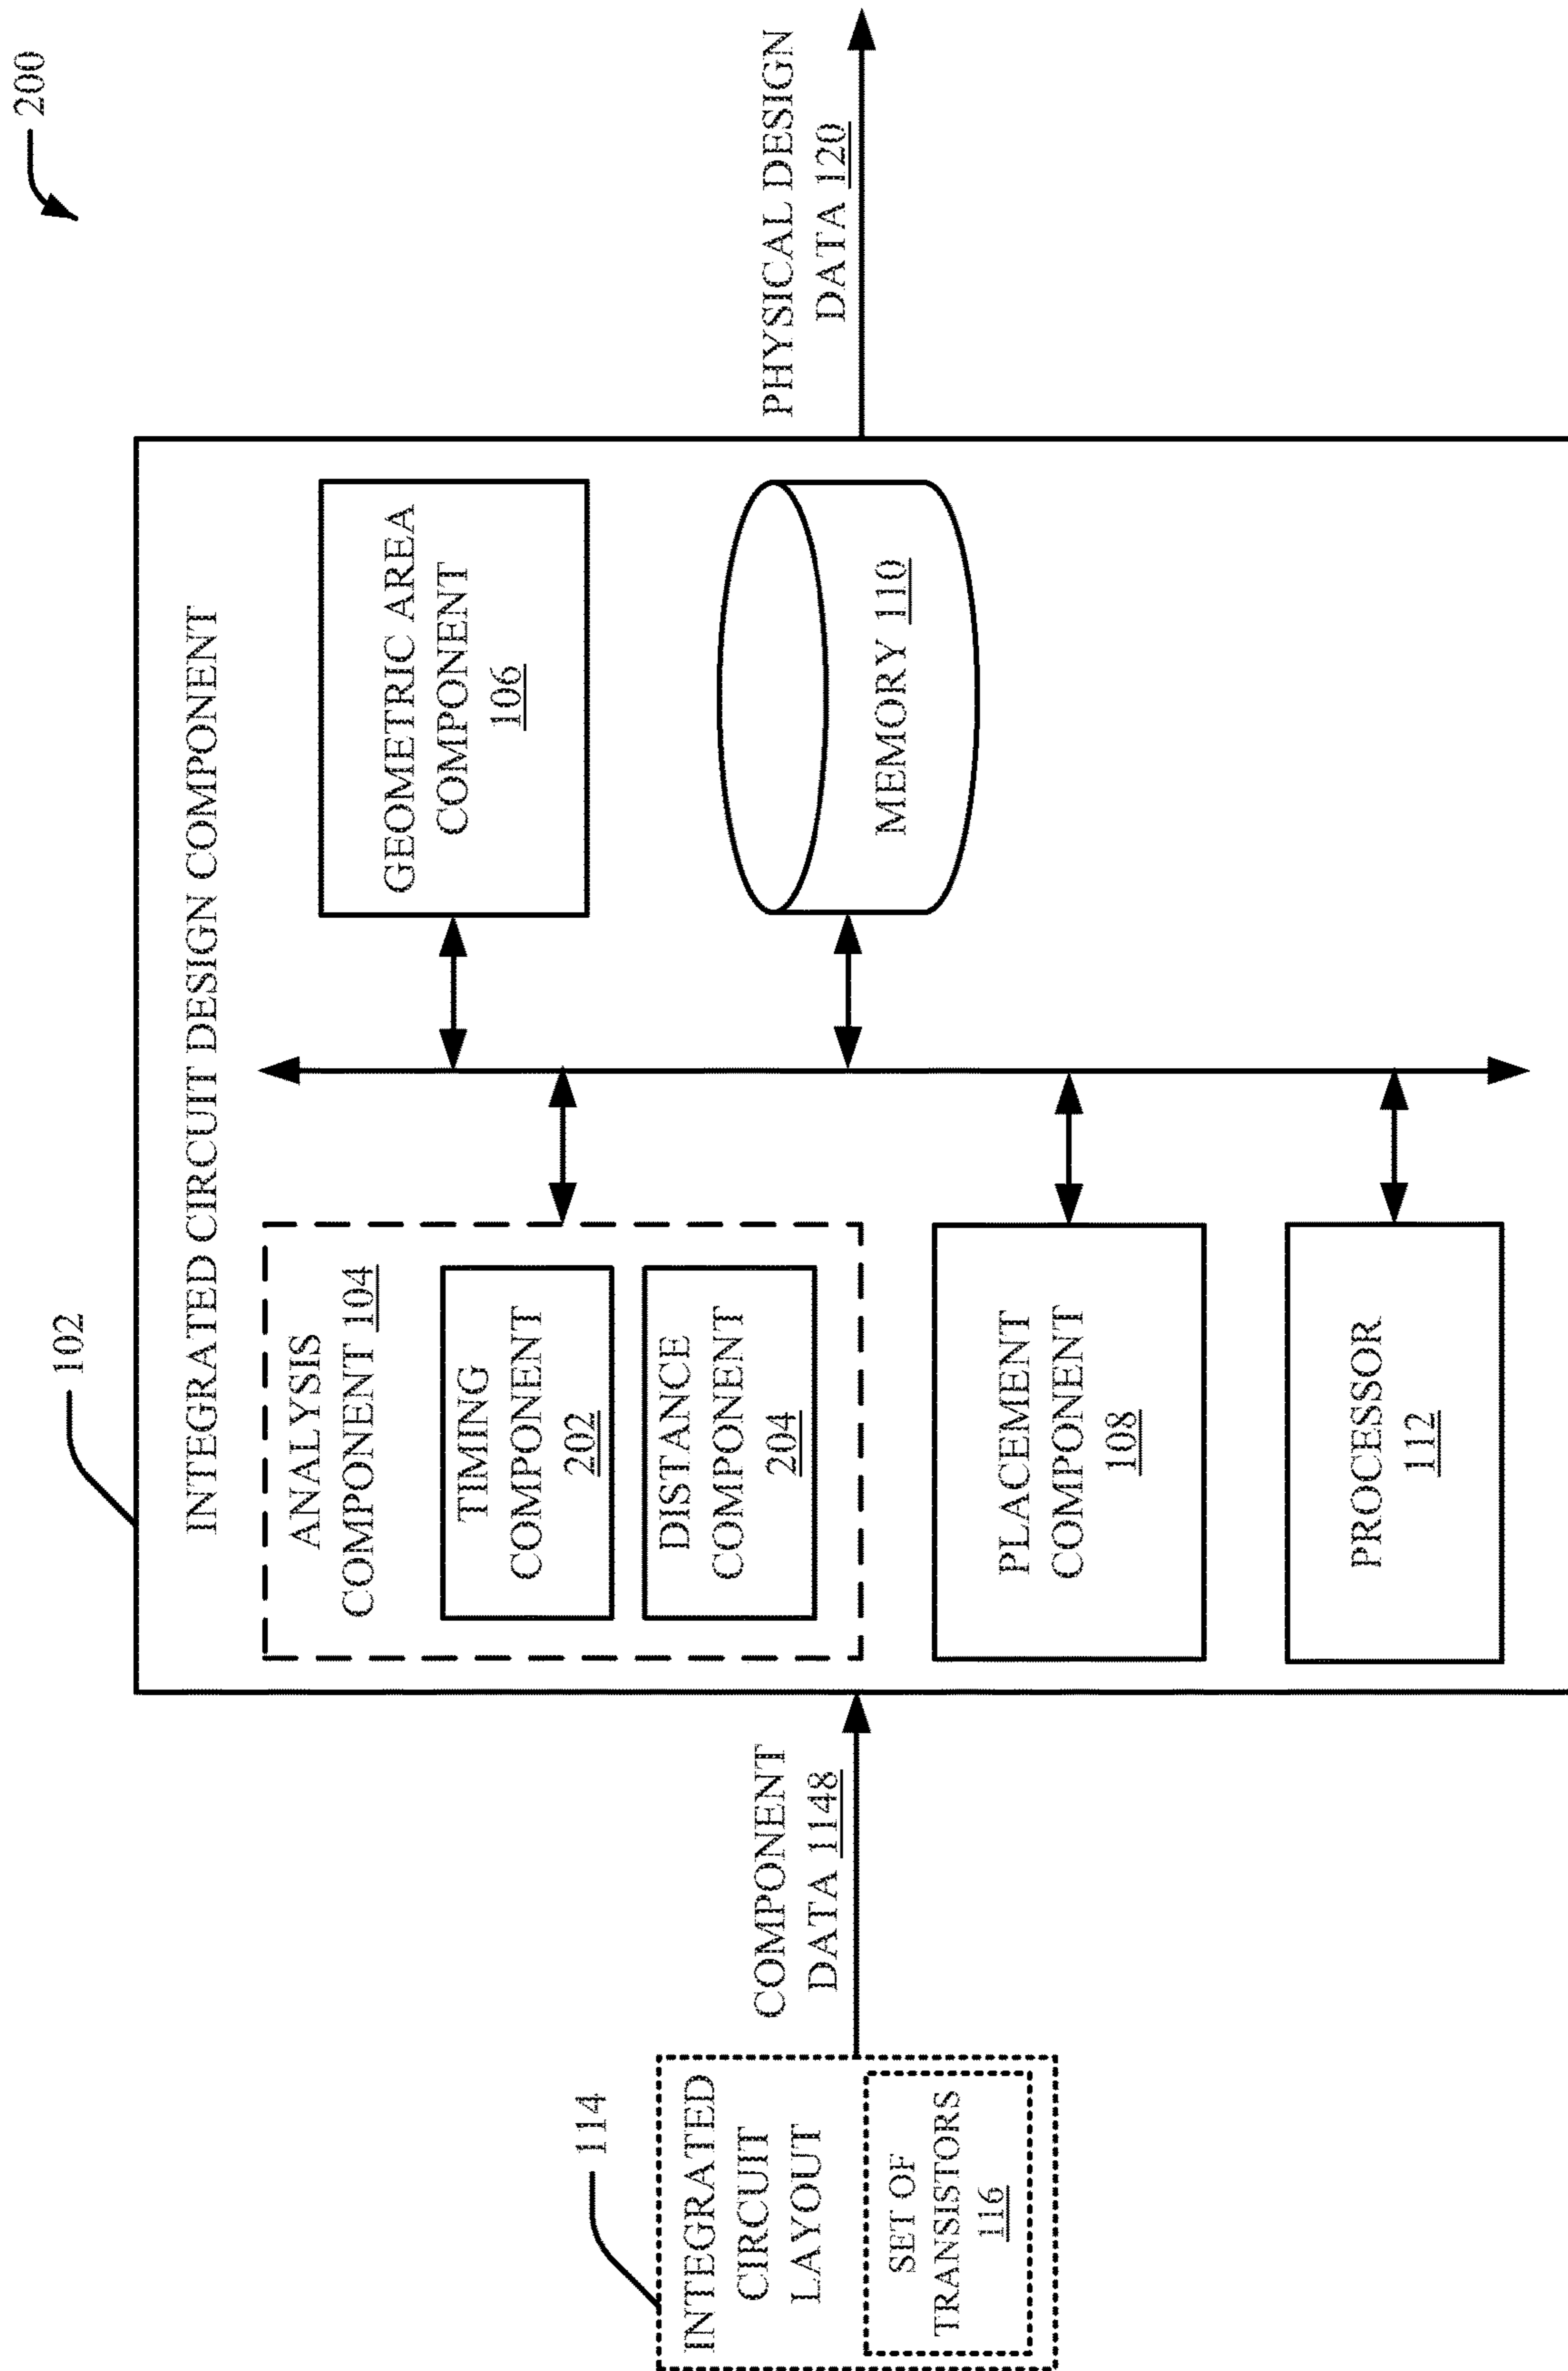 200
102
INTEGRATED CIRCUIT DESIGN COMPONENT
ANALYSIS
COMPONENT 104
TIMING
COMPONENT
202
DISTANCE
COMPONENT
204
GEOMETRIC AREA
COMPONENT
106
114
INTEGRATED
CIRCUIT
LAYOUT
SET OF
TRANSISTORS
116
COMPONENT
DATA 1148
PLACEMENT
COMPONENT
108
MEMORY 110
PHYSICAL DESIGN
DATA 120
PROCESSOR
112